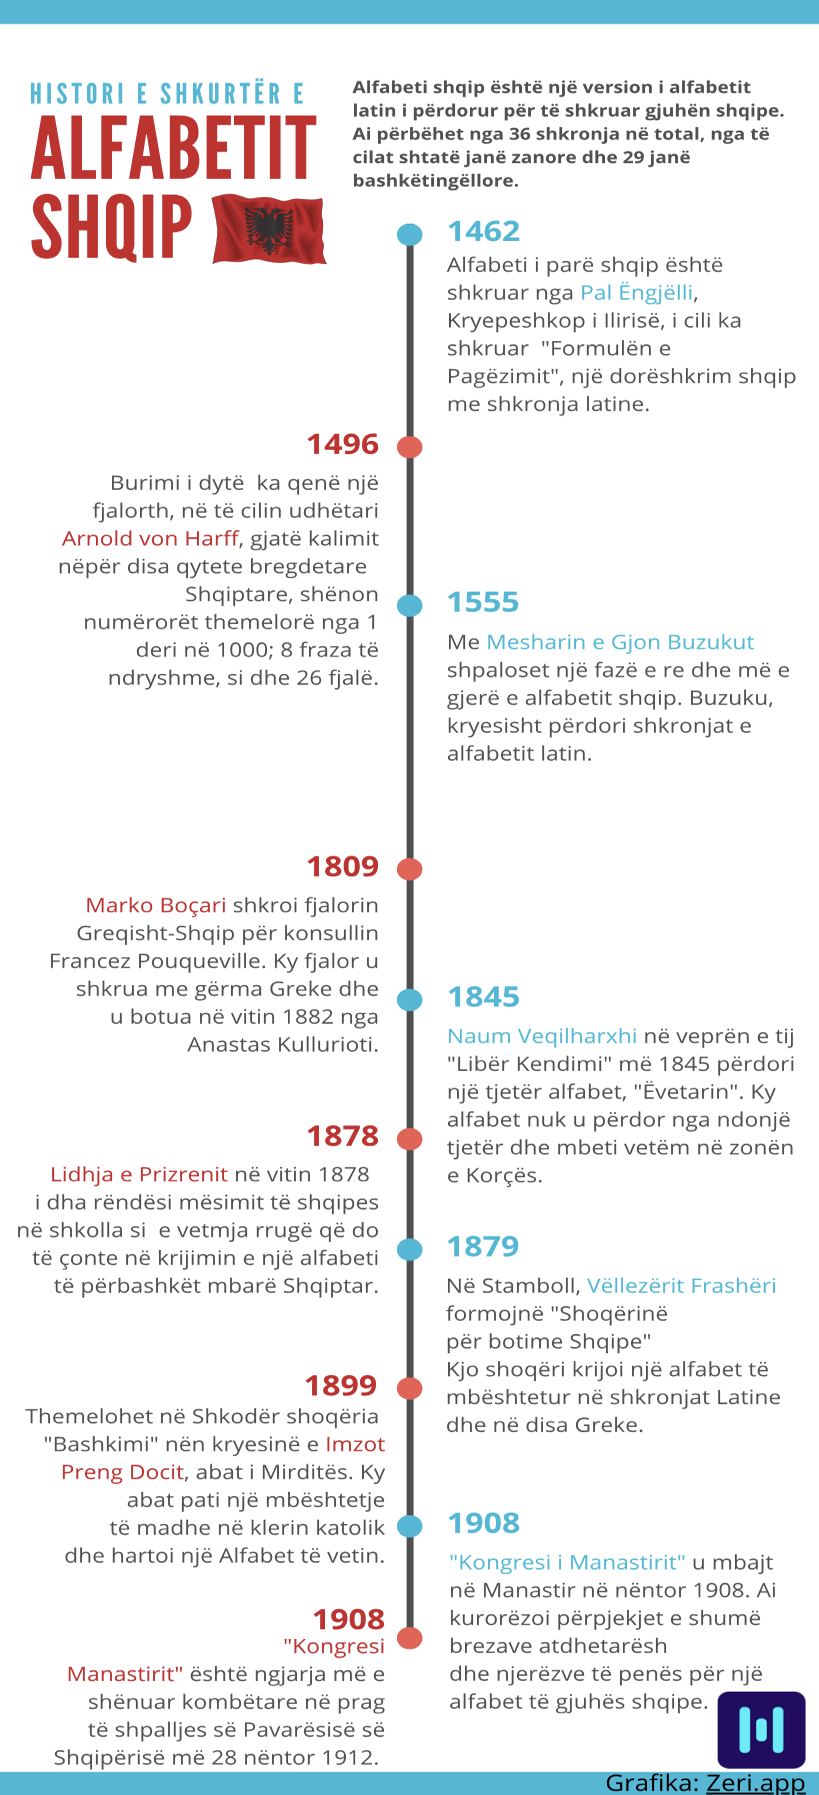 HISTORI E SHKURTËR E
ALFABETIT
SHQIP
Alfabeti shqip është një version i alfabetit
latin i përdorur për të shkruar gjuhën shqipe.
Ai përbëhet nga 36 shkronja në total, nga të
cilat shtatë janë zanore dhe 29 janë
bashkëtingëllore.
1462
Alfabeti i parë shqip është
shkruar nga Pal Ëngjëlli,
Kryepeshkop i Ilirisë, i cili ka
shkruar "Formulën e
Pagëzimit", një dorëshkrim shqip
me shkronja latine.
1496
Burimi i dytë ka qenë një
fjalorth, në të cilin udhëtari
Arnold von Harff, gjatë kalimit
nëpër disa qytete bregdetare
Shqiptare, shënon
numërorët themelorë nga 1
deri në 1000; 8 fraza të
ndryshme, si dhe 26 fjalë.
1555
Me Mesharin e Gjon Buzukut
shpaloset një fazë e re dhe më e
gjerë e alfabetit shqip. Buzuku,
kryesisht përdori shkronjat e
alfabetit latin.
1809
Marko Boçari shkroi fjalorin
Greqisht-Shqip për konsullin
Francez Pouqueville. Ky fjalor u
shkrua me gërma Greke dhe
u botua në vitin 1882 nga
Anastas Kullurioti.
1845
Naum Veqilharxhi në veprën e tij
"Libër Kendimi" më 1845 përdori
një tjetër alfabet, "Ëvetarin". Ky
alfabet nuk u përdor nga ndonjë
tjetër dhe mbeti vetëm në zonën
e Korçës.
1878
Lidhja e Prizrenit në vitin 1878
i dha rëndësi mësimit të shqipes
në shkolla si e vetmja rrugë që do
të çonte në krijimin e një alfabeti
të përbashkët mbarë Shqiptar.
1879
Në Stamboll, Vëllezërit Frashëri
formojnë "Shoqërinë
për botime Shqipe"
Kjo shoqëri krijoi një alfabet të
mbështetur në shkronjat Latine
dhe në disa Greke.
1899
Themelohet në Shkodër shoqëria
"Bashkimi" nën kryesinë e Imzot
Preng Docit, abat i Mirditës. Ky
abat pati një mbështetje
të madhe në klerin katolik
dhe hartoi një Alfabet të vetin.
1908
"Kongresi i Manastirit" u mbajt
në Manastir në nëntor 1908. Ai
kurorëzoi përpjekjet e shumë
brezave atdhetarësh
dhe njerëzve të penës për një
alfabet të gjuhës shqipe.
1908
"Kongresi
Manastirit" është ngjarja më e
shënuar kombëtare në prag
të shpalljes së Pavarësisë së
Shqipërisë më 28 nëntor 1912.
Grafika: Zeri.app